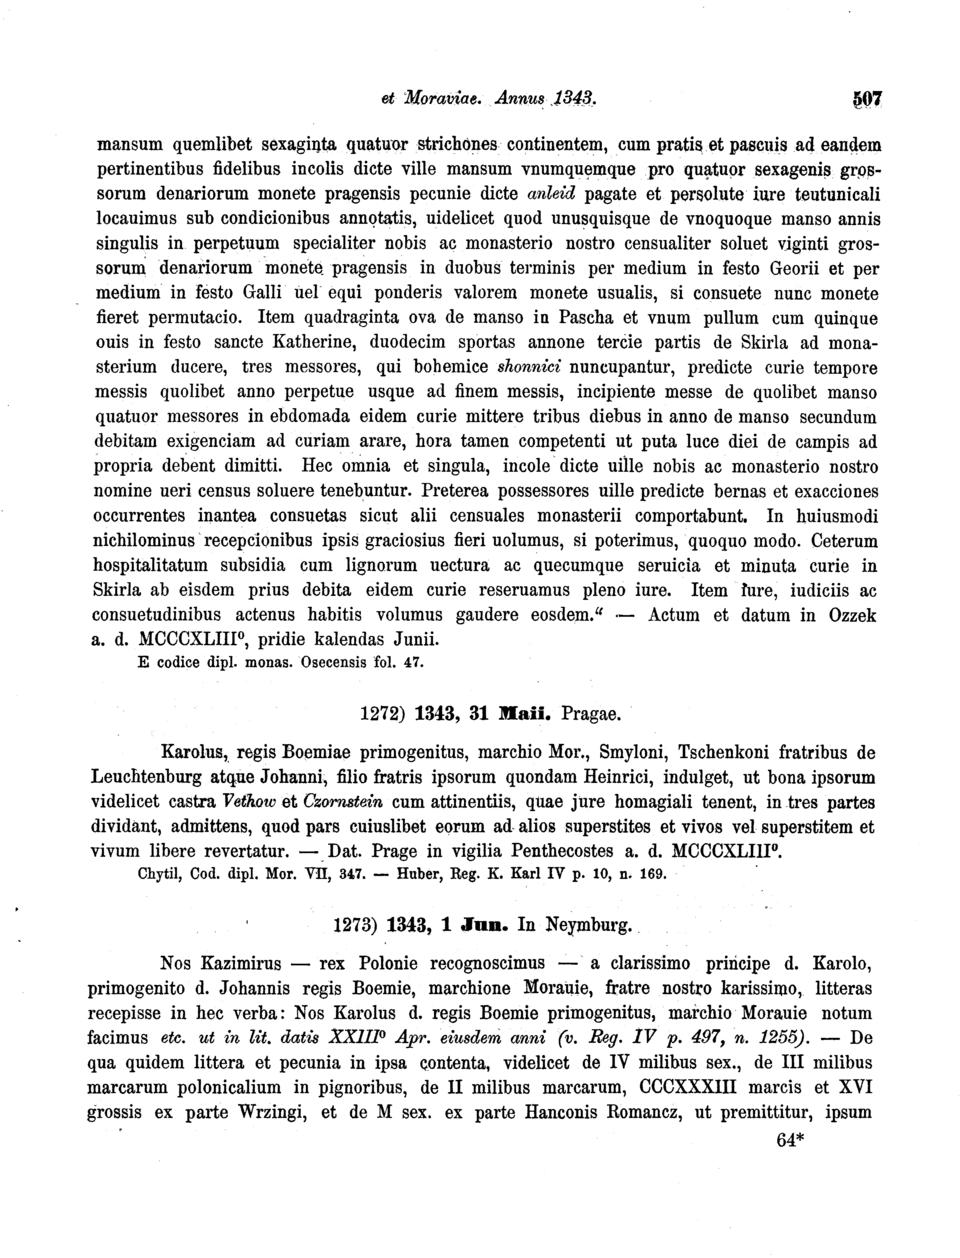 et Moraviae. Annus 1343. 507
mansum quemlibet sexaginta quatuor strichones continentem, cum pratis et pascuis ad eandem
pertinentibus fidelibus incolis dicte ville mansum vnumquemque pro quatuor sexagenis gros-
sorum denariorum monete pragensis pecunie dicte anleid pagate et persolute iure teutunicali
locauimus sub condicionibus annotatis, uidelicet quod unusquisque de vnoquoque manso annis
singulis in perpetuum specialiter nobis ac monasterio nostro censualiter soluet viginti gros-
sorum denariorum monete pragensis in duobus terminis per medium in festo Georii et per
medium in festo Galli uel equi ponderis valorem monete usualis, si consuete nunc monete
fieret permutacio. Item quadraginta ova de manso in Pascha et vnum pullum cum quinque
ouis in festo sancte Katherine, duodecim sportas annone tercie partis de Skirla ad mona-
sterium ducere, tres messores, qui bohemice shonnici nuncupantur, predicte curie tempore
messis quolibet anno perpetue usque ad finem messis, incipiente messe de quolibet manso
quatuor messores in ebdomada eidem curie mittere tribus diebus in anno de manso secundum
debitam exigenciam ad curiam arare, hora tamen competenti ut puta luce diei de campis ad
propria debent dimitti. Hec omnia et singula, incole dicte uille nobis ac monasterio nostro
nomine ueri census soluere tenebuntur. Preterea possessores uille predicte bernas et exacciones
occurrentes inantea consuetas sicut alii censuales monasterii comportabunt. In huiusmodi
nichilominus recepcionibus ipsis graciosius fieri uolumus, si poterimus, quoquo modo. Ceterum
hospitalitatum subsidia cum lignorum uectura ac quecumque seruicia et minuta curie in
Skirla ab eisdem prius debita eidem curie reseruamus pleno iure. Item iure, iudiciis ac
consuetudinibus actenus habitis volumus gaudere eosdem.“ — Actum et datum in Ozzek
a. d. MCCCXLIII⁰, pridie kalendas Junii.
E codice dipl. monas. Osecensis fol. 47.
1272) 1343, 31 Maii. Pragae.
Karolus, regis Boemiae primogenitus, marchio Mor., Smyloni, Tschenkoni fratribus de
Leuchtenburg atque Johanni, filio fratris ipsorum quondam Heinrici, indulget, ut bona ipsorum
videlicet castra Vethow et Czornstein cum attinentiis, quae jure homagiali tenent, in tres partes
dividant, admittens, quod pars cuiuslibet eorum ad alios superstites et vivos vel superstitem et
vivum libere revertatur. — Dat. Prage in vigilia Penthecostes a. d. MCCCXLIII⁰.
Chytil, Cod. dipl. Mor. VII, 347. — Huber, Reg. K. Karl IV p. 10, n. 169.
1273) 1343, 1 Jun. In Neymburg.
Nos Kazimirus — rex Polonie recognoscimus — a clarissimo principe d. Karolo,
primogenito d. Johannis regis Boemie, marchione Morauie, fratre nostro karissimo, litteras
recepisse in hec verba: Nos Karolus d. regis Boemie primogenitus, marchio Morauie notum
facimus etc. ut in lit. datis XXIII⁰ Apr. eiusdem anni (v. Reg. IV p. 497, n. 1255). — De
qua quidem littera et pecunia in ipsa contenta, videlicet de IV milibus sex., de III milibus
marcarum polonicalium in pignoribus, de II milibus marcarum, CCCXXXIII marcis et XVI
grossis ex parte Wrzingi, et de M sex. ex parte Hanconis Romancz, ut premittitur, ipsum
64*